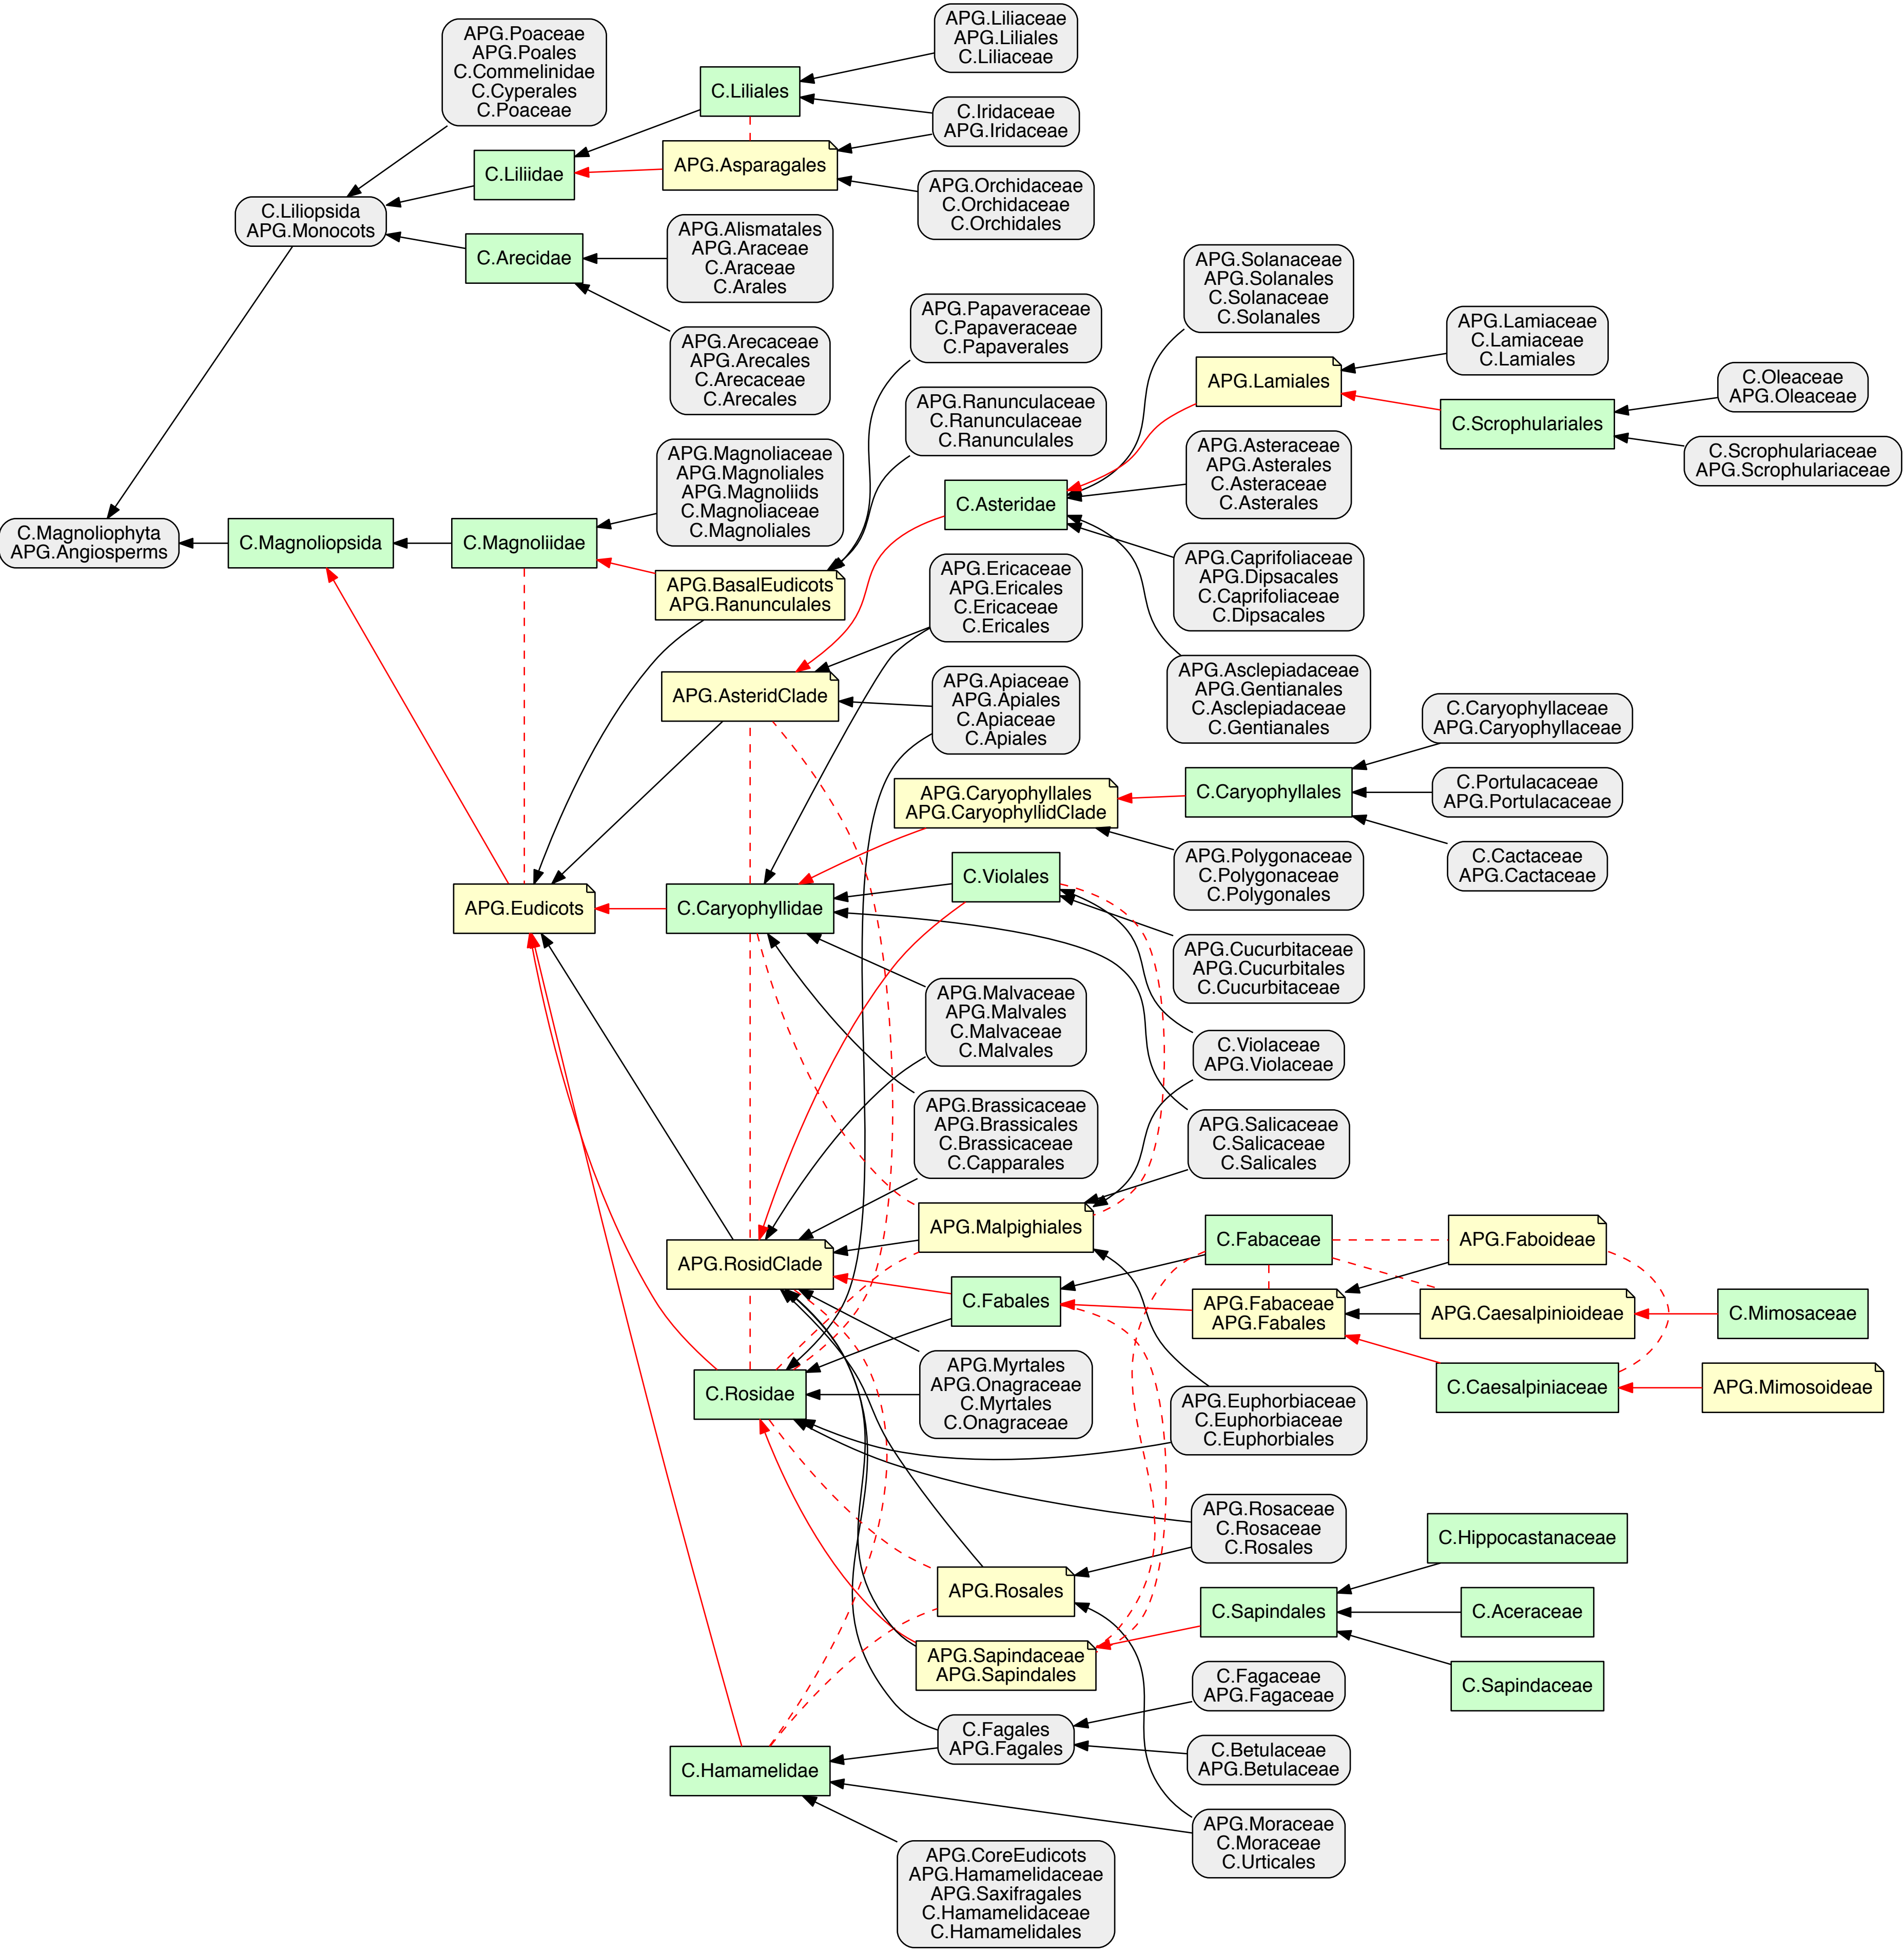 APG.Poaceae
APG.Poales
C.Commelinidae
C.Cyperales
C.Poaceae
C.Liliopsida
APG.Monocots
C.Liliidae
C.Arecidae
C.Liliales
APG.Asparagales
APG.Liliaceae
APG.Liliales
C.Liliaceae
C.Iridaceae
APG.Iridaceae
APG.Orchidaceae
C.Orchidaceae
C.Orchidales
APG.Alismatales
APG.Araceae
C.Araceae
C.Arales
APG.Arecaceae
APG.Arecales
C.Arecaceae
C.Arecales
C.Magnoliophyta
APG.Angiosperms
C.Magnoliopsida
C.Magnoliidae
APG.Magnoliaceae
APG.Magnoliales
APG.Magnoliids
C.Magnoliaceae
C.Magnoliales
APG.BasalEudicots
APG.Ranunculales
APG.Papaveraceae
C.Papaveraceae
C.Papaverales
APG.Ranunculaceae
C.Ranunculaceae
C.Ranunculales
C.Asteridae
APG.Solanaceae
APG.Solanales
C.Solanaceae
C.Solanales
APG.Lamiales
APG.Lamiaceae
C.Lamiaceae
C.Lamiales
C.Scrophulariales
C.Oleaceae
APG.Oleaceae
C.Scrophulariaceae
APG.Scrophulariaceae
APG.Asteraceae
APG.Asterales
C.Asteraceae
C.Asterales
APG.Caprifoliaceae
APG.Dipsacales
C.Caprifoliaceae
C.Dipsacales
APG.Asclepiadaceae
APG.Gentianales
C.Asclepiadaceae
C.Gentianales
APG.Ericaceae
APG.Ericales
C.Ericaceae
C.Ericales
APG.AsteridClade
APG.Apiaceae
APG.Apiales
C.Apiaceae
C.Apiales
APG.Caryophyllales
APG.CaryophyllidClade
C.Caryophyllales
C.Caryophyllaceae
APG.Caryophyllaceae
C.Portulacaceae
APG.Portulacaceae
C.Cactaceae
APG.Cactaceae
APG.Polygonaceae
C.Polygonaceae
C.Polygonales
APG.Eudicots
C.Caryophyllidae
C.Violales
APG.Cucurbitaceae
APG.Cucurbitales
C.Cucurbitaceae
APG.Malvaceae
APG.Malvales
C.Malvaceae
C.Malvales
C.Violaceae
APG.Violaceae
APG.Brassicaceae
APG.Brassicales
C.Brassicaceae
C.Capparales
APG.Salicaceae
C.Salicaceae
C.Salicales
APG.RosidClade
APG.Malpighiales
C.Fabales
C.Fabaceae
APG.Faboideae
APG.Fabaceae
APG.Fabales
APG.Caesalpinioideae
C.Mimosaceae
C.Caesalpiniaceae
APG.Mimosoideae
C.Rosidae
APG.Myrtales
APG.Onagraceae
C.Myrtales
C.Onagraceae
APG.Euphorbiaceae
C.Euphorbiaceae
C.Euphorbiales
APG.Rosaceae
C.Rosaceae
C.Rosales
APG.Rosales
APG.Sapindaceae
APG.Sapindales
C.Sapindales
C.Hippocastanaceae
C.Aceraceae
C.Sapindaceae
C.Fagales
APG.Fagales
C.Fagaceae
APG.Fagaceae
C.Betulaceae
APG.Betulaceae
C.Hamamelidae
APG.Moraceae
C.Moraceae
C.Urticales
APG.CoreEudicots
APG.Hamamelidaceae
APG.Saxifragales
C.Hamamelidaceae
C.Hamamelidales